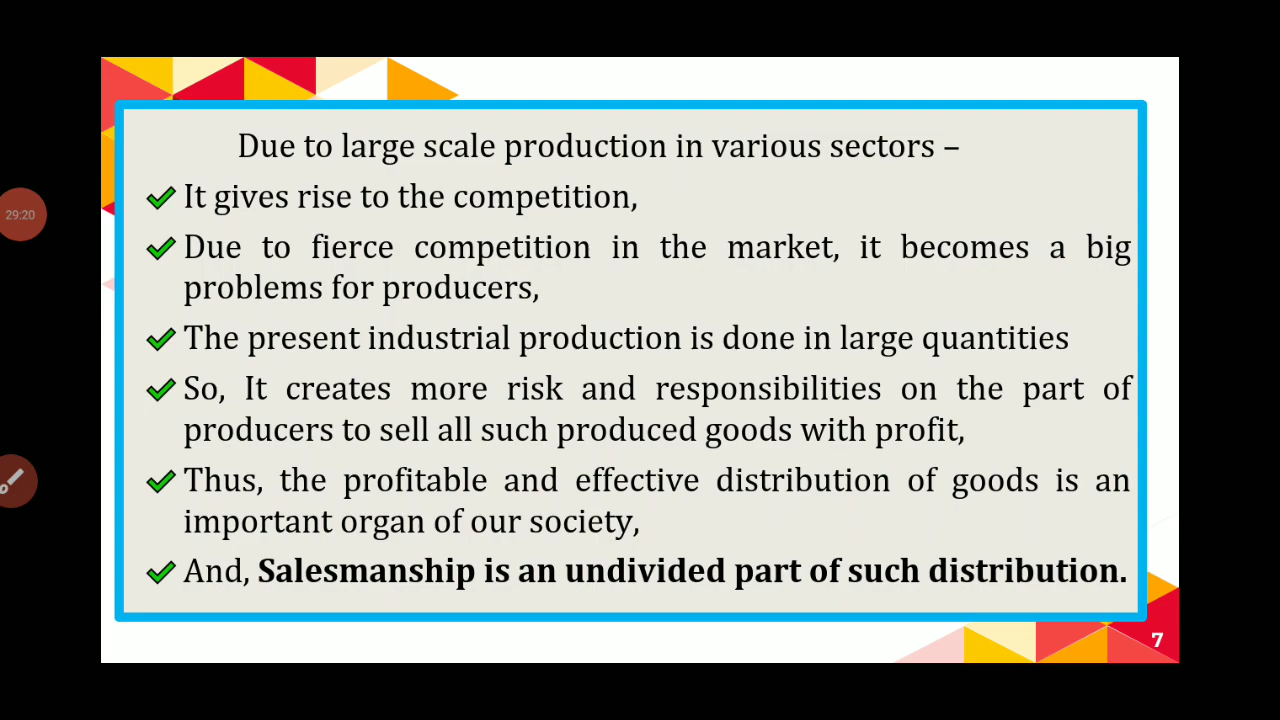 Due to large scale production in various sectors –
It gives rise to the competition,
Due to fierce competition in the market, it becomes a big
problems for producers,
The present industrial production is done in large quantities
So, It creates more risk and responsibilities on the part of
producers to sell all such produced goods with profit,
Thus, the profitable and effective distribution of goods is an
important organ of our society,
And, Salesmanship is an undivided part of such distribution.
29:20
7